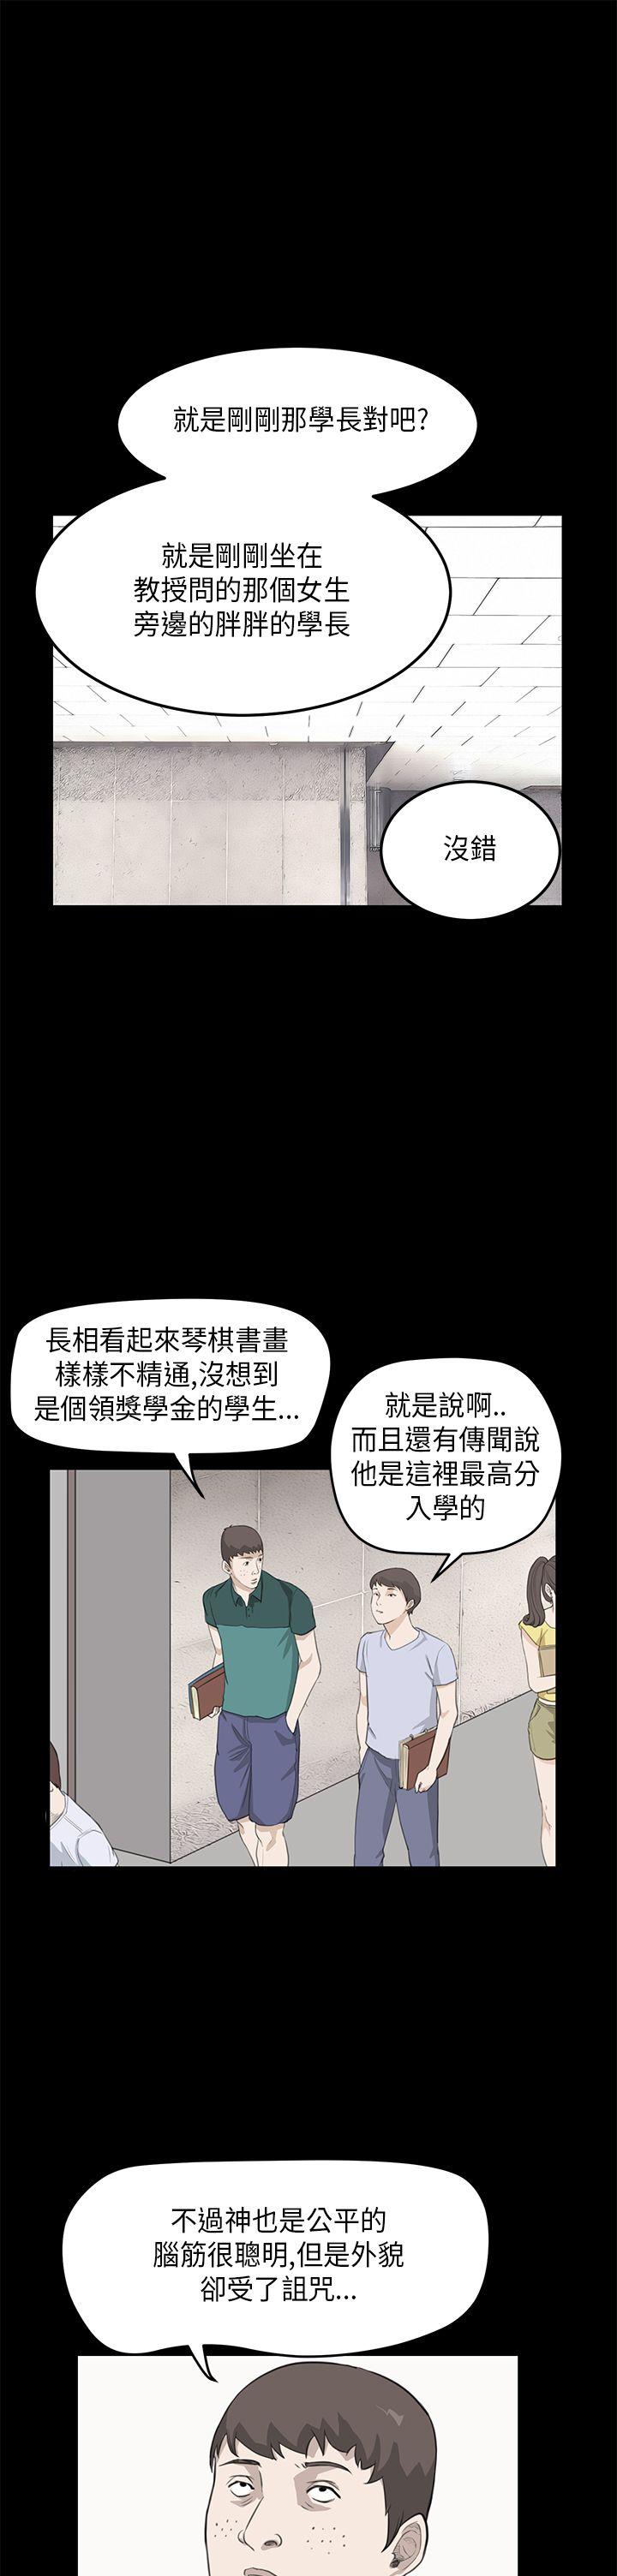 就是剛剛那學長對吧?
就是剛剛坐在
教授問的那個女生
旁邊的胖胖的學長
沒錯
長相看起來琴棋書畫
樣樣不精通,沒想到
是個領獎學金的學生...
就是說啊..
而且還有傳聞說
他是這裡最高分
入學的
不過神也是公平的
腦筋很聰明,但是外貌
卻受了詛咒...